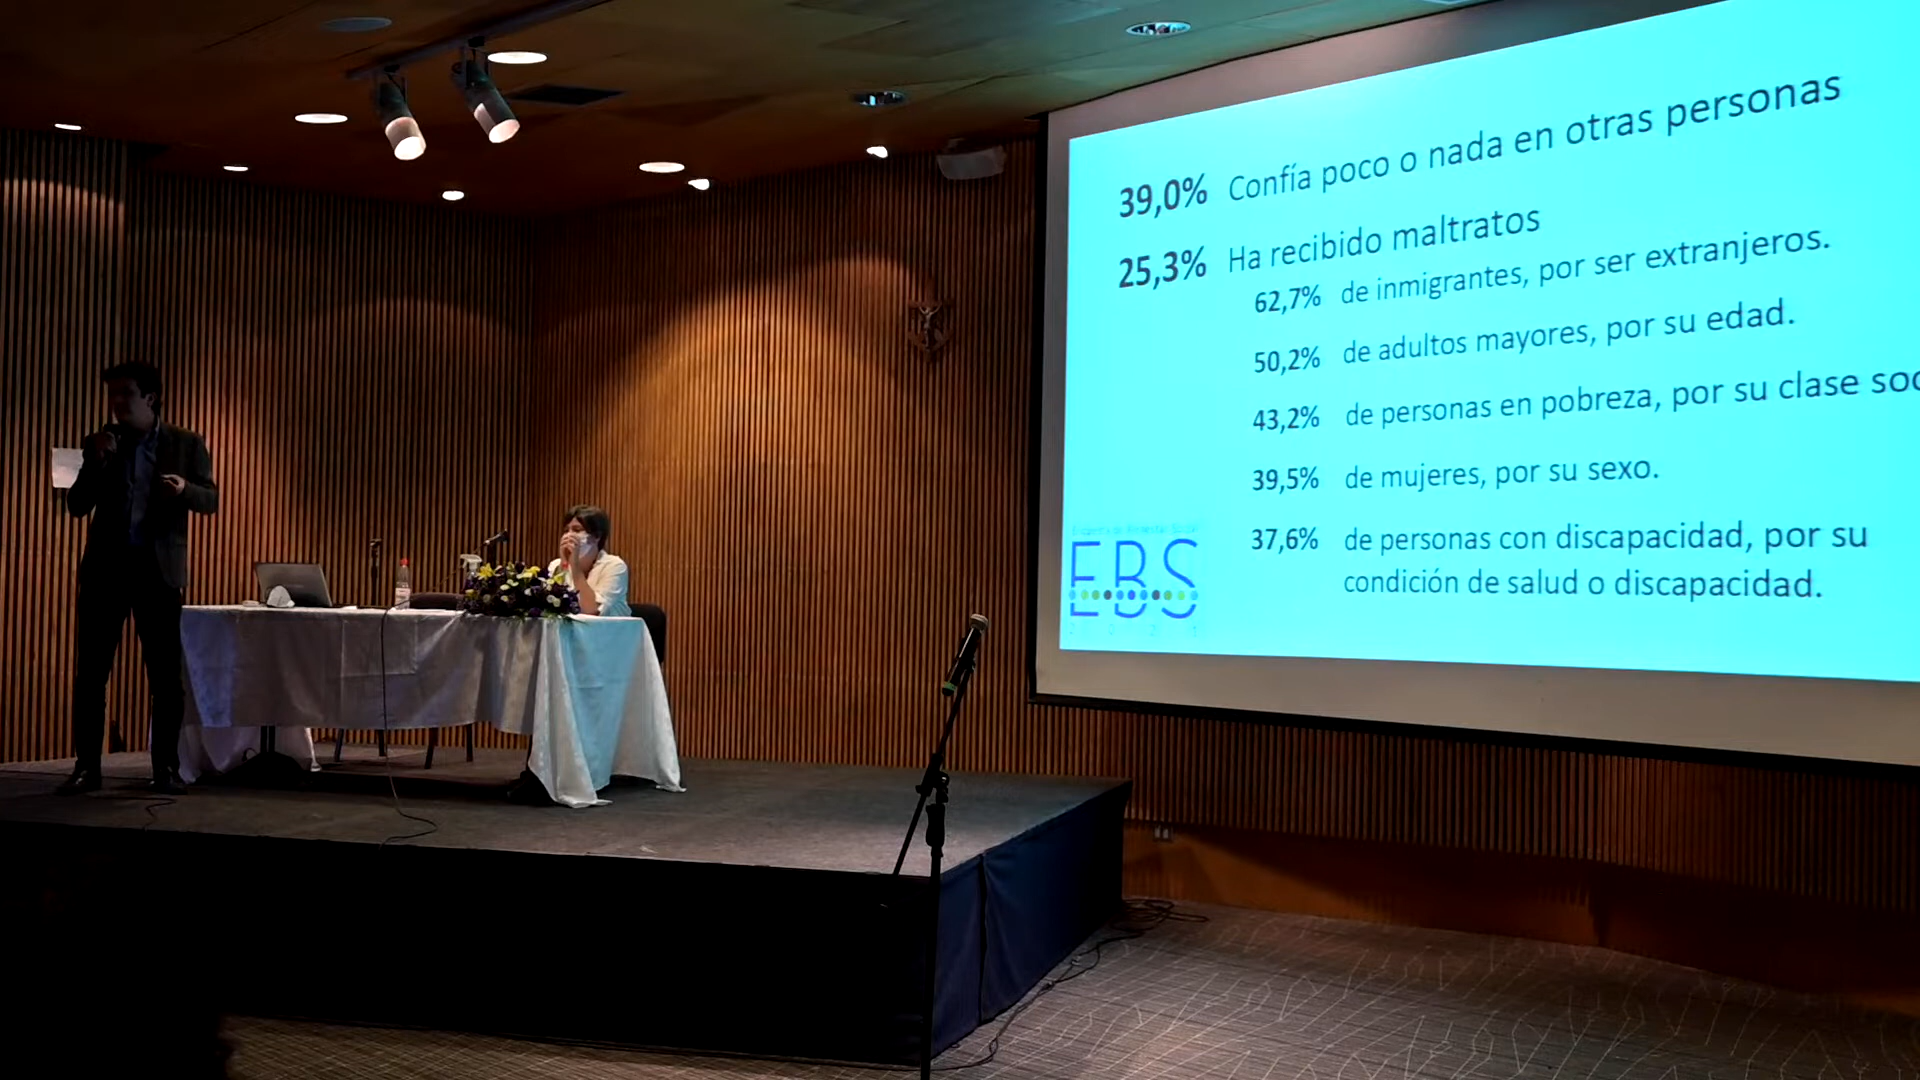 39,0% Confía poco o nada en otras personas
25,3% Ha recibido maltratos
62,7% de inmigrantes, por ser extranjeros.
50,2% de adultos mayores, por su edad.
43,2% de personas en pobreza, por su clase soc
39,5% de mujeres, por su sexo.
37,6% de personas con discapacidad, por su
condición de salud o discapacidad.
EBS